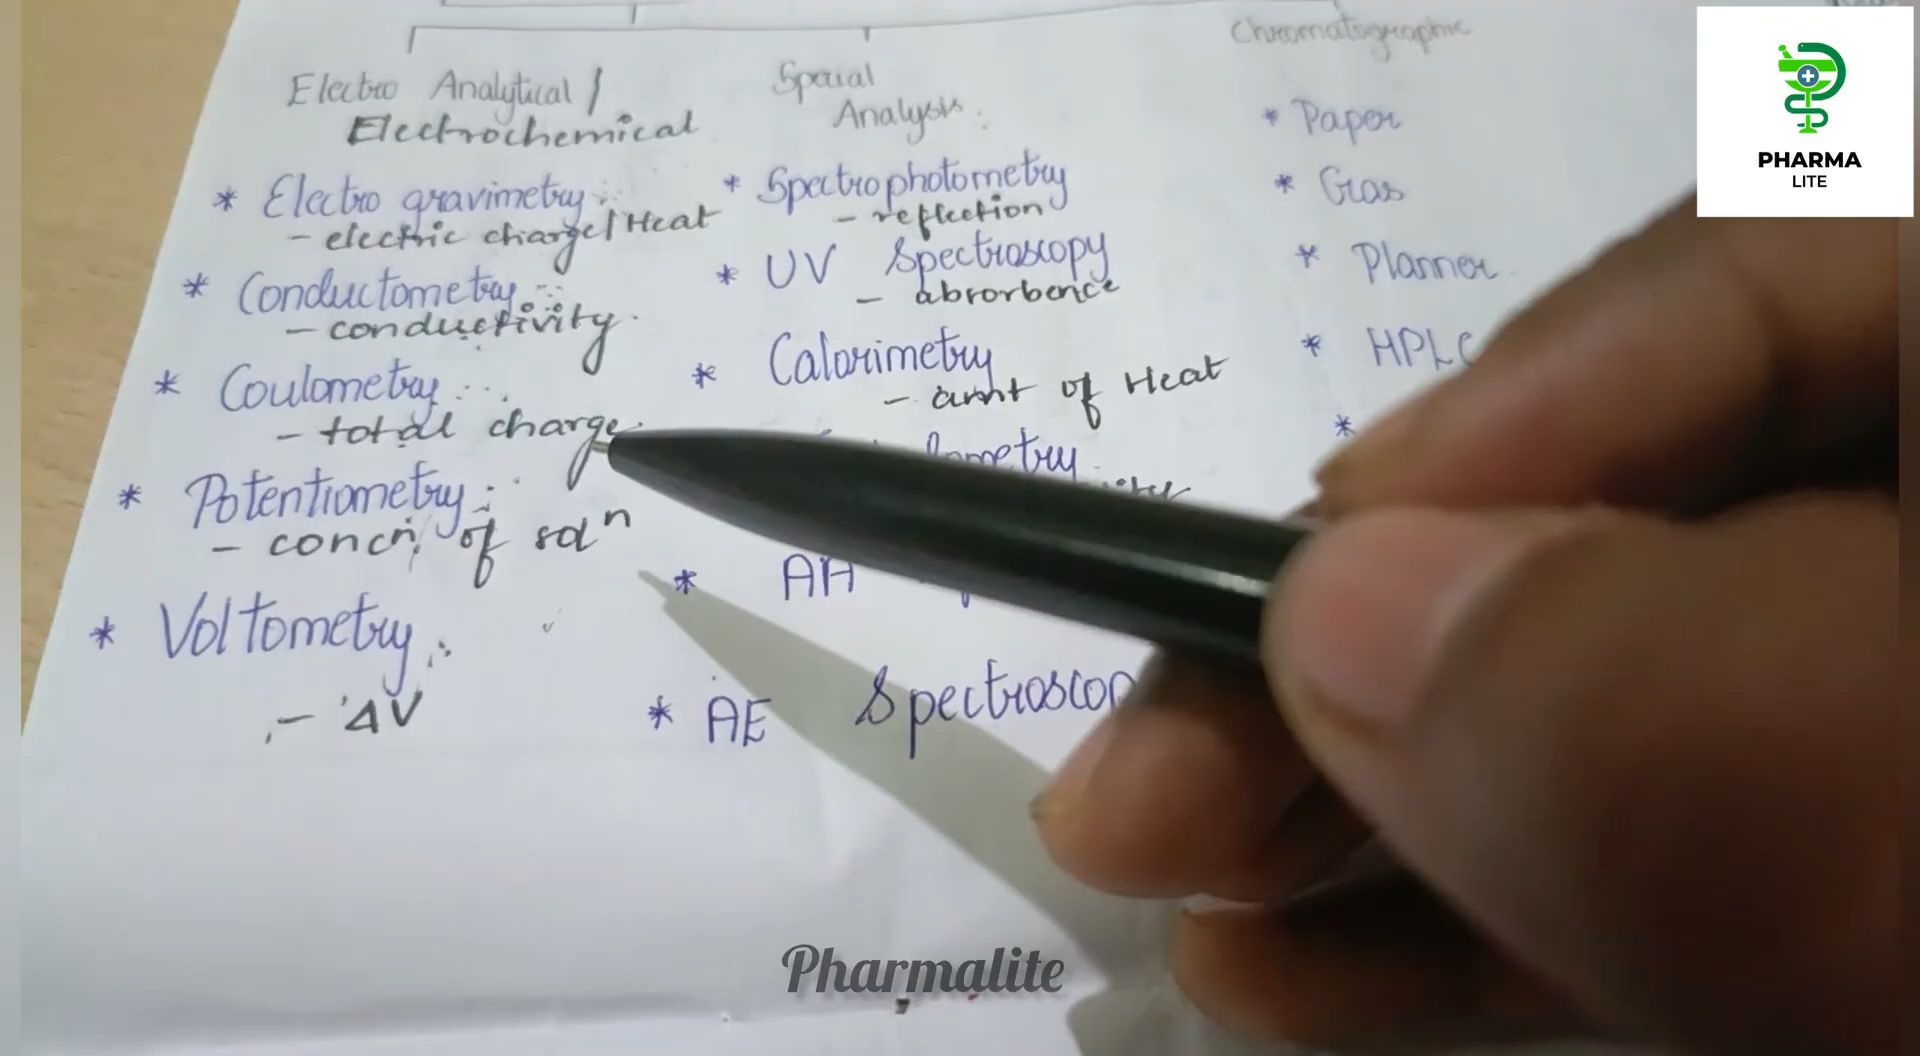 Electro Analytical /
Electrochemical
* Electro gravimetry
- electric charge/Heat
* Conductometry
- conductivity
* Coulometry
- total charge
* Potentiometry
- concn of soln
* Voltometry
- ΔV
Special
Analysis
* Spectrophotometry
- reflection
* UV Spectroscopy
- absorbence
* Calorimetry
- amt of Heat
* AA
* AE Spectroscop
Chromatographic
* Paper
* Gas
* Planner
* HPLC
*
PHARMA
LITE
Pharmalite